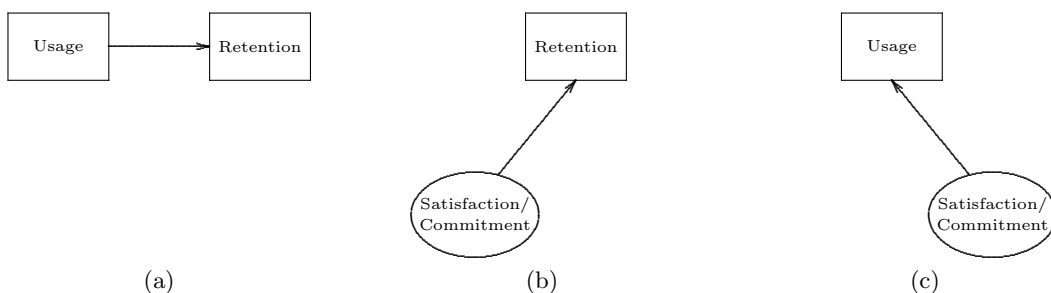 Usage
Retention
Satisfaction/
Commitment
Retention
Usage
Satisfaction/
Commitment
(a)
(b)
(c)